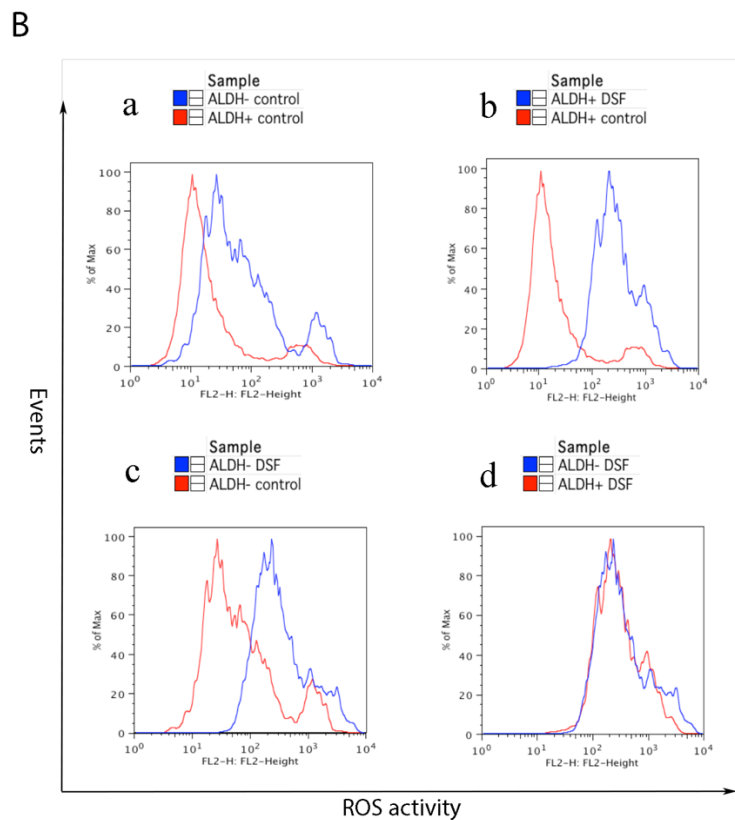 B
a
Sample
ALDH- control
ALDH+ control
100
80
60
40
20
0
% of Max
10^0 10^1 10^2 10^3 10^4
FL2-H: FL2-Height
b
Sample
ALDH+ DSF
ALDH+ control
100
80
60
40
20
0
% of Max
10^0 10^1 10^2 10^3 10^4
FL2-H: FL2-Height
Events
c
Sample
ALDH- DSF
ALDH- control
100
80
60
40
20
0
% of Max
10^0 10^1 10^2 10^3 10^4
FL2-H: FL2-Height
d
Sample
ALDH- DSF
ALDH+ DSF
100
80
60
40
20
0
% of Max
10^0 10^1 10^2 10^3 10^4
FL2-H: FL2-Height
ROS activity